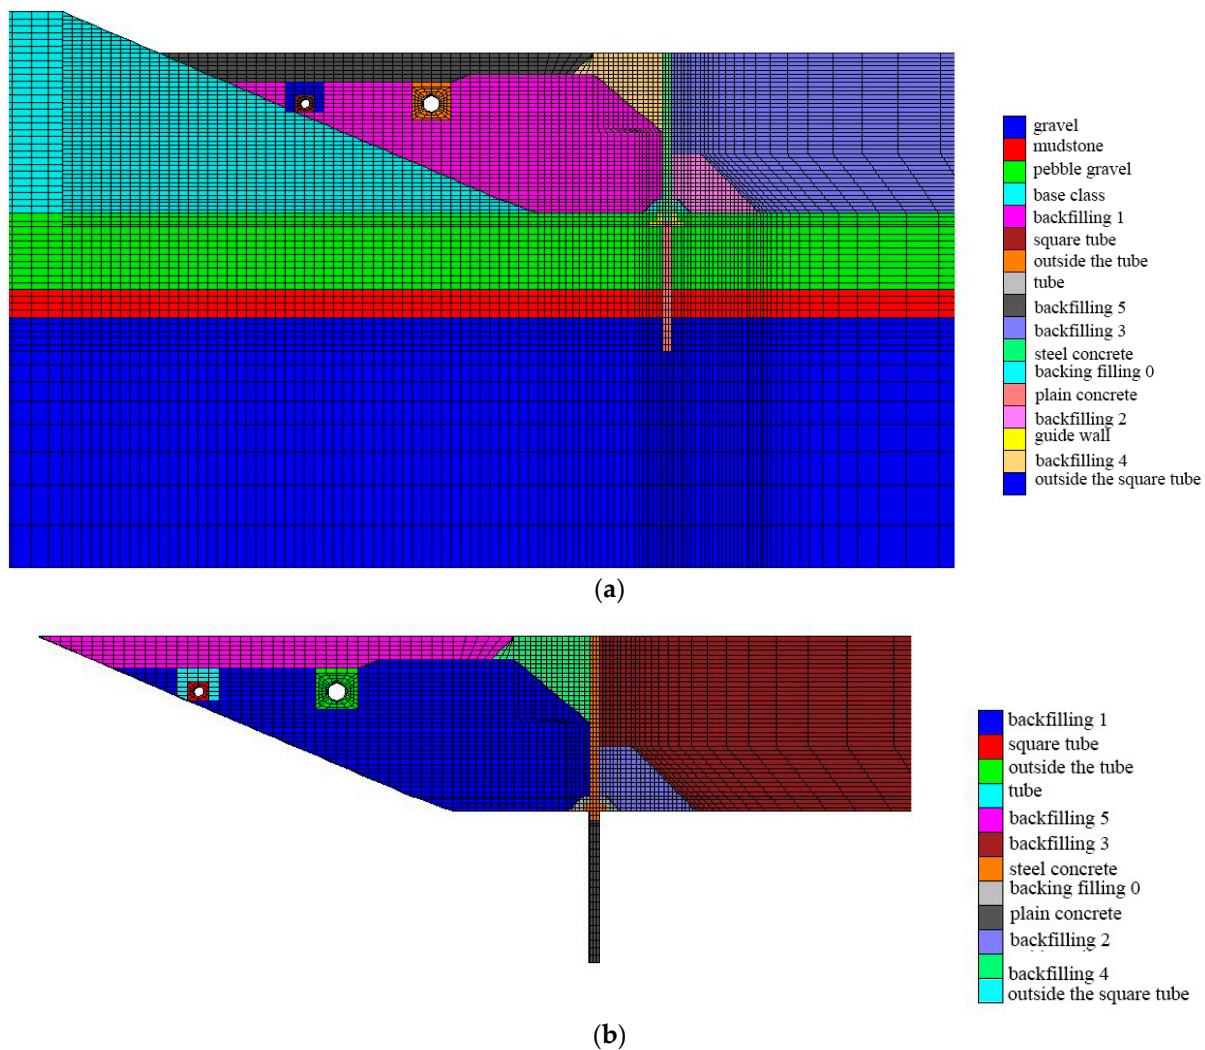 gravel
mudstone
pebble gravel
base class
backfilling 1
square tube
outside the tube
tube
backfilling 5
backfilling 3
steel concrete
backing filling 0
plain concrete
backfilling 2
guide wall
backfilling 4
outside the square tube
(a)
backfilling 1
square tube
outside the tube
tube
backfilling 5
backfilling 3
steel concrete
backing filling 0
plain concrete
backfilling 2
backfilling 4
outside the square tube
(b)